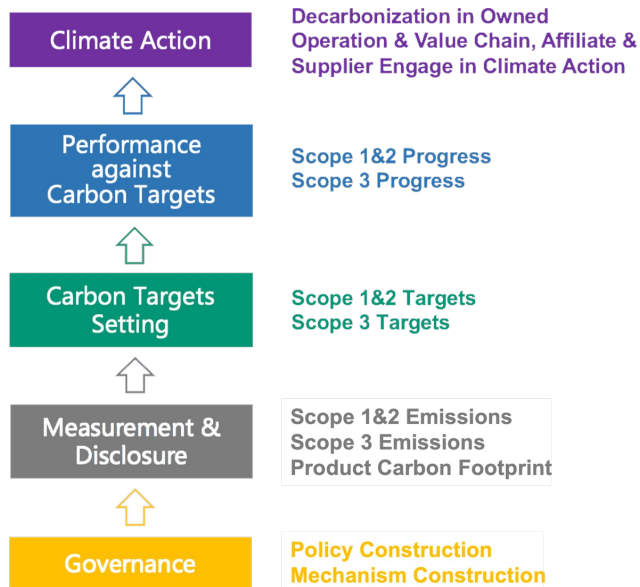 Climate Action
Decarbonization in Owned
Operation & Value Chain, Affiliate &
Supplier Engage in Climate Action
Performance
against
Carbon Targets
Scope 1&2 Progress
Scope 3 Progress
Carbon Targets
Setting
Scope 1&2 Targets
Scope 3 Targets
Measurement &
Disclosure
Scope 1&2 Emissions
Scope 3 Emissions
Product Carbon Footprint
Governance
Policy Construction
Mechanism Construction